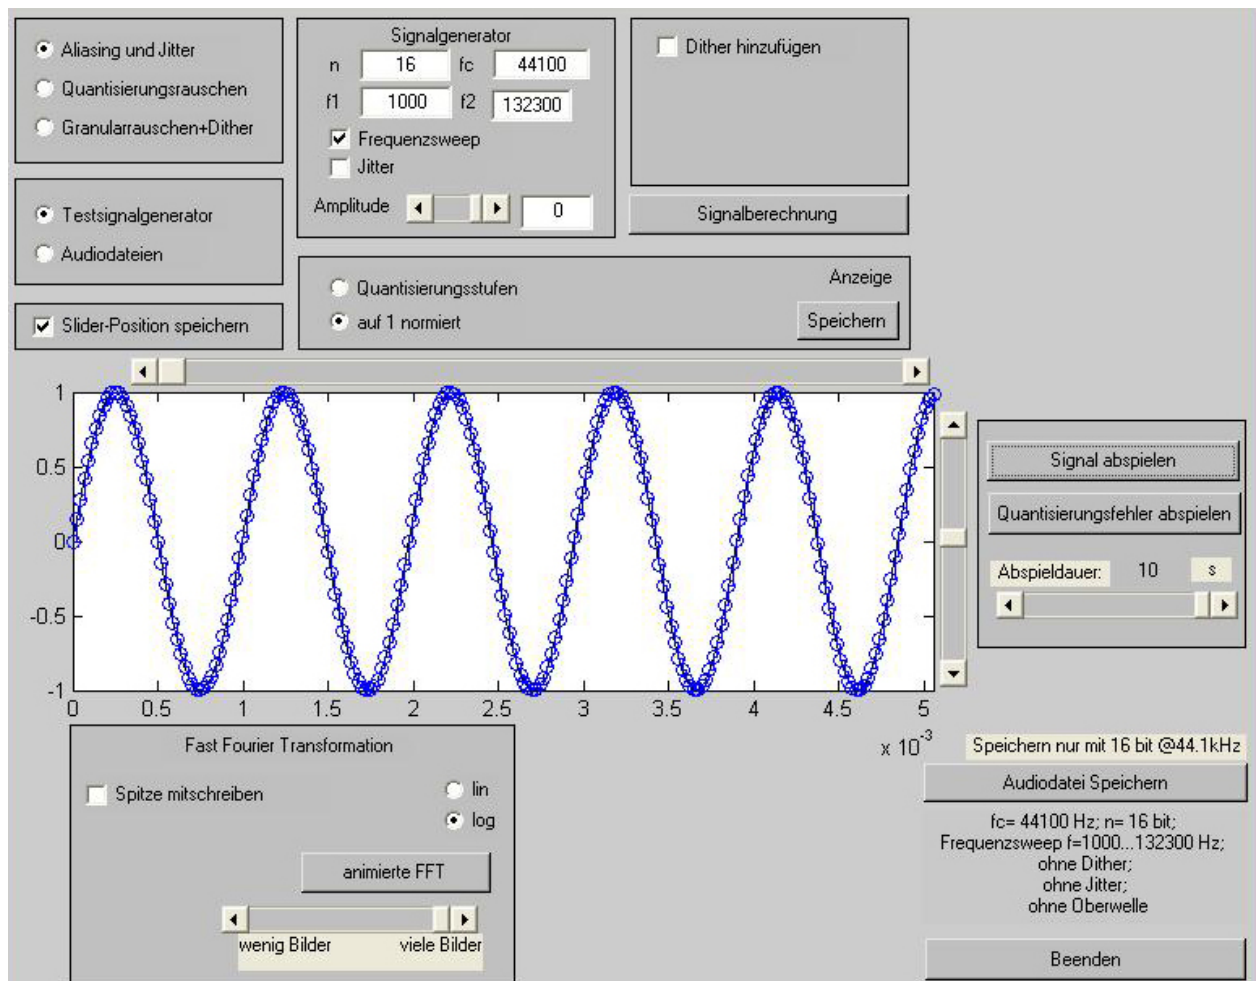 Aliasing und Jitter
Quantisierungsrauschen
Granularrauschen+Dither
Signalgenerator
n 16 fc 44100
f1 1000 f2 132300
Frequenzsweep
Jitter
Amplitude 0
Dither hinzufügen
Signalberechnung
Testsignalgenerator
Audiodateien
Slider-Position speichern
Quantisierungsstufen
auf 1 normiert
Anzeige
Speichern
1
0.5
0
-0.5
-1
0 0.5 1 1.5 2 2.5 3 3.5 4 4.5 5
x 10-3
Signal abspielen
Quantisierungsfehler abspielen
Abspieldauer: 10 s
Fast Fourier Transformation
Spitze mitschreiben
lin
log
animierte FFT
wenig Bilder viele Bilder
Speichern nur mit 16 bit @44.1kHz
Audiodatei Speichern
fc= 44100 Hz; n= 16 bit;
Frequenzsweep f=1000...132300 Hz;
ohne Dither;
ohne Jitter;
ohne Oberwelle
Beenden